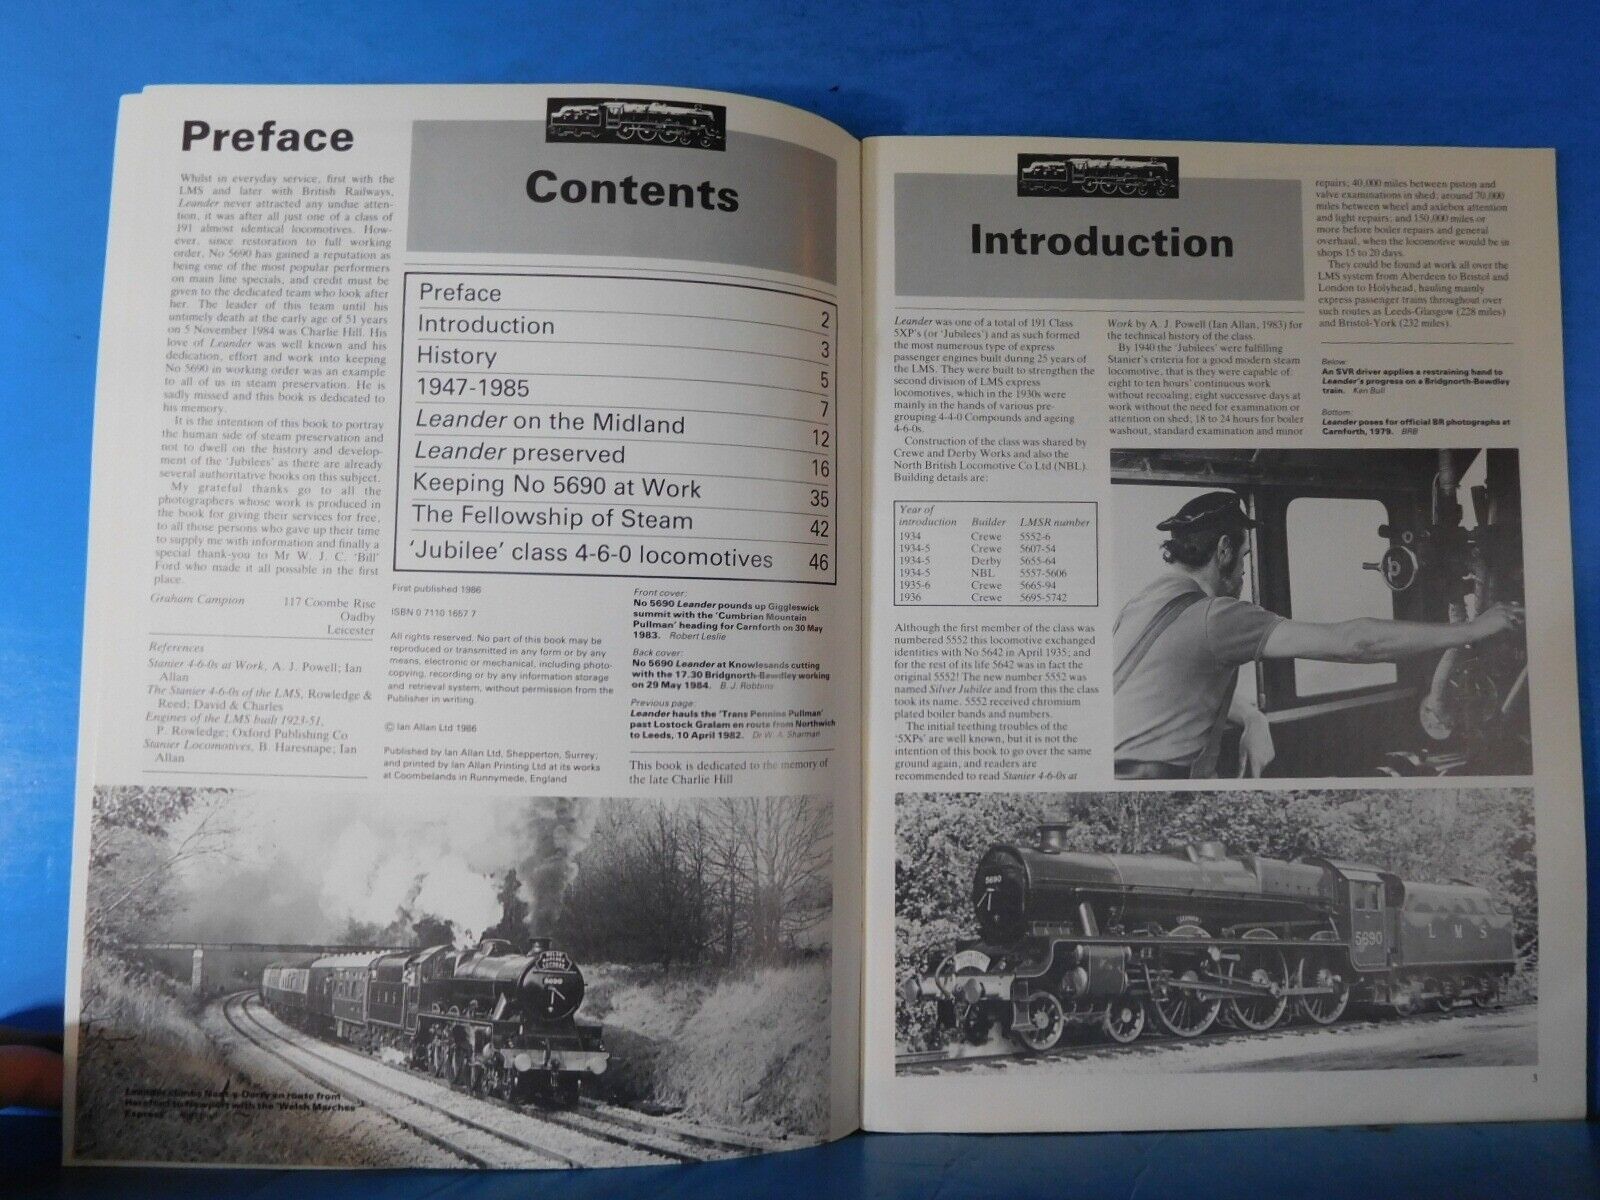 Preface
Whilst in everyday service, first with the
LMS and later with British Railways,
Leander never attracted any undue atten-
tion, it was after all just one of a class of
191 almost identical locomotives. How-
ever, since restoration to full working
order, No 5690 has gained a reputation as
being one of the most popular performers
on main line specials, and credit must be
given to the dedicated team who look after
her. The leader of this team until his
untimely death at the early age of 51 years
on 5 November 1984 was Charlie Hill. His
love of Leander was well known and his
dedication, effort and work into keeping
No 5690 in working order was an example
to all of us in steam preservation. He is
sadly missed and this book is dedicated to
his memory.
It is the intention of this book to portray
the human side of steam preservation and
not to dwell on the history and develop-
ment of the 'Jubilees' as there are already
several authoritative books on this subject.
My grateful thanks go to all the
photographers whose work is produced in
the book for giving their services for free,
to all those persons who gave up their time
to supply me with information and finally a
special thank-you to Mr W. J. C. 'Bill'
Ford who made it all possible in the first
place.
Graham Campion 117 Coombe Rise
Oadby
Leicester
References
Stanier 4-6-0s at Work, A. J. Powell; Ian
Allan
The Stanier 4-6-0s of the LMS, Rowledge &
Reed; David & Charles
Engines of the LMS built 1923-51,
P. Rowledge; Oxford Publishing Co
Stanier Locomotives, B. Haresnape; Ian
Allan
Contents
Preface 2
Introduction 3
History 5
1947-1985 7
Leander on the Midland 12
Leander preserved 16
Keeping No 5690 at Work 35
The Fellowship of Steam 42
'Jubilee' class 4-6-0 locomotives 46
First published 1986
ISBN 0 7110 1657 7
All rights reserved. No part of this book may be
reproduced or transmitted in any form or by any
means, electronic or mechanical, including photo-
copying, recording or by any information storage
and retrieval system, without permission from the
Publisher in writing.
© Ian Allan Ltd 1986
Published by Ian Allan Ltd, Shepperton, Surrey;
and printed by Ian Allan Printing Ltd at its works
at Coombelands in Runnymede, England
Front cover:
No 5690 Leander pounds up Giggleswick
summit with the 'Cumbrian Mountain
Pullman' heading for Carnforth on 30 May
1983. Robert Leslie
Back cover:
No 5690 Leander at Knowlesands cutting
with the 17.30 Bridgnorth-Bewdley working
on 29 May 1984. B. J. Robbins
Previous page:
Leander hauls the 'Trans Pennine Pullman'
past Lostock Gralam en route from Northwich
to Leeds, 10 April 1982. Dr W. A. Sharman
This book is dedicated to the memory of
the late Charlie Hill
5690
Leander climbs Nant-y-Derry en route from
Hereford to Newport with the 'Welsh Marches
Express'.
Introduction
Leander was one of a total of 191 Class
5XP's (or 'Jubilees') and as such formed
the most numerous type of express
passenger engines built during 25 years of
the LMS. They were built to strengthen the
second division of LMS express
locomotives, which in the 1930s were
mainly in the hands of various pre-
grouping 4-4-0 Compounds and ageing
4-6-0s.
Construction of the class was shared by
Crewe and Derby Works and also the
North British Locomotive Co Ltd (NBL).
Building details are:
Year of
introduction Builder LMSR number
1934 Crewe 5552-6
1934-5 Crewe 5607-54
1934-5 Derby 5655-64
1934-5 NBL 5557-5606
1935-6 Crewe 5665-94
1936 Crewe 5695-5742
Although the first member of the class was
numbered 5552 this locomotive exchanged
identities with No 5642 in April 1935; and
for the rest of its life 5642 was in fact the
original 5552! The new number 5552 was
named Silver Jubilee and from this the class
took its name. 5552 received chromium
plated boiler bands and numbers.
The initial teething troubles of the
'5XPs' are well known, but it is not the
intention of this book to go over the same
ground again, and readers are
recommended to read Stanier 4-6-0s at
Work by A. J. Powell (Ian Allan, 1983) for
the technical history of the class.
By 1940 the 'Jubilees' were fulfilling
Stanier's criteria for a good modern steam
locomotive, that is they were capable of:
eight to ten hours' continuous work
without recoaling; eight successive days at
work without the need for examination or
attention on shed; 18 to 24 hours for boiler
washout, standard examination and minor
repairs; 40,000 miles between piston and
valve examinations in shed; around 70,000
miles between wheel and axlebox attention
and light repairs; and 150,000 miles or
more before boiler repairs and general
overhaul, when the locomotive would be in
shops 15 to 20 days.
They could be found at work all over the
LMS system from Aberdeen to Bristol and
London to Holyhead, hauling mainly
express passenger trains throughout over
such routes as Leeds-Glasgow (228 miles)
and Bristol-York (232 miles).
Below:
An SVR driver applies a restraining hand to
Leander's progress on a Bridgnorth-Bewdley
train. Ken Bull
Bottom:
Leander poses for official BR photographs at
Carnforth, 1979. BRB
5690
LEANDER
5690
L M S
3